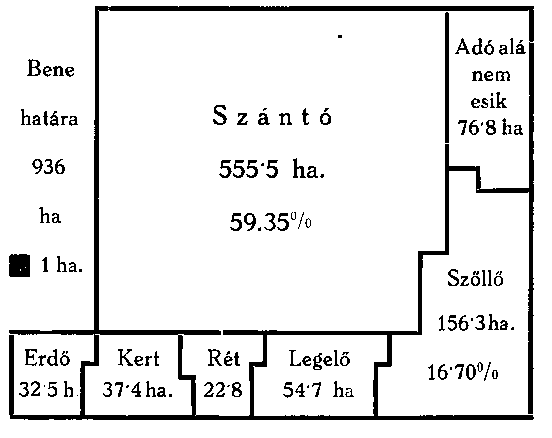 Bene
határa
936
ha
1 ha.
Szántó
555·5 ha.
59.35%
Adó alá
nem
esik
76·8 ha
Szőllő
156·3 ha.
16·70%
Erdő
32·5 h
Kert
37·4 ha.
Rét
22·8
Legelő
54·7 ha